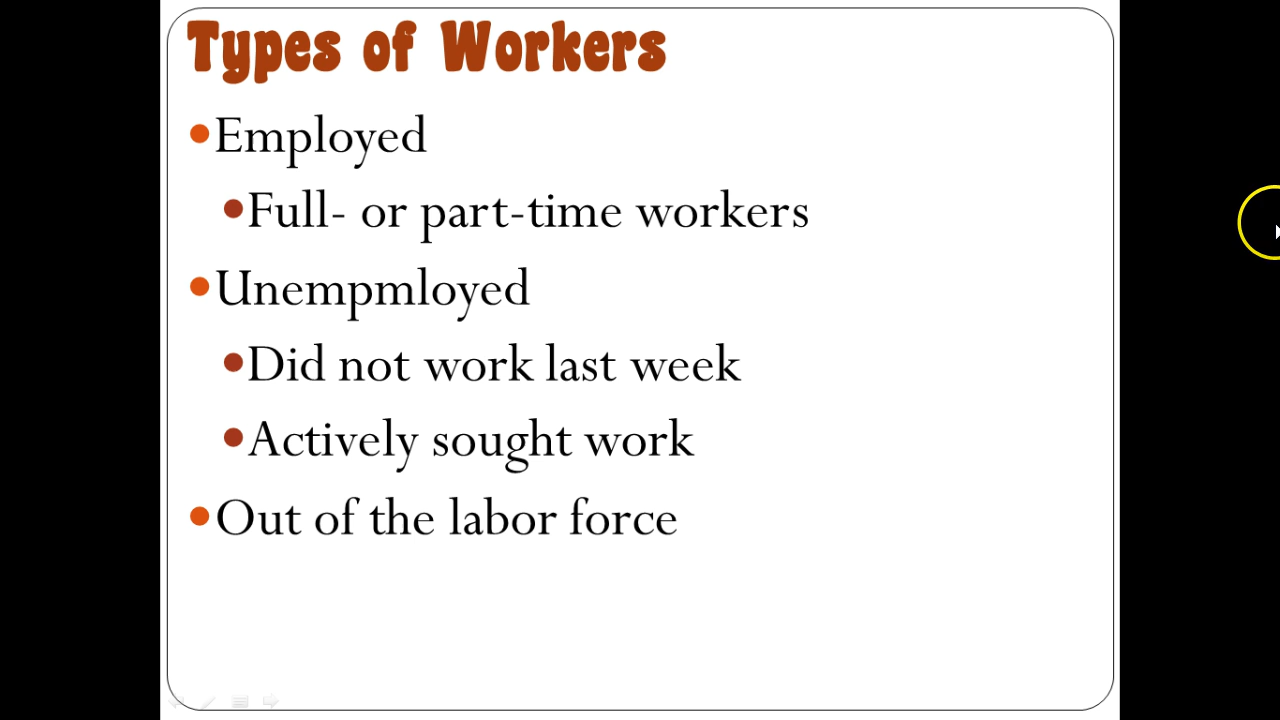 Types of Workers
Employed
Full- or part-time workers
Unempmloyed
Did not work last week
Actively sought work
Out of the labor force